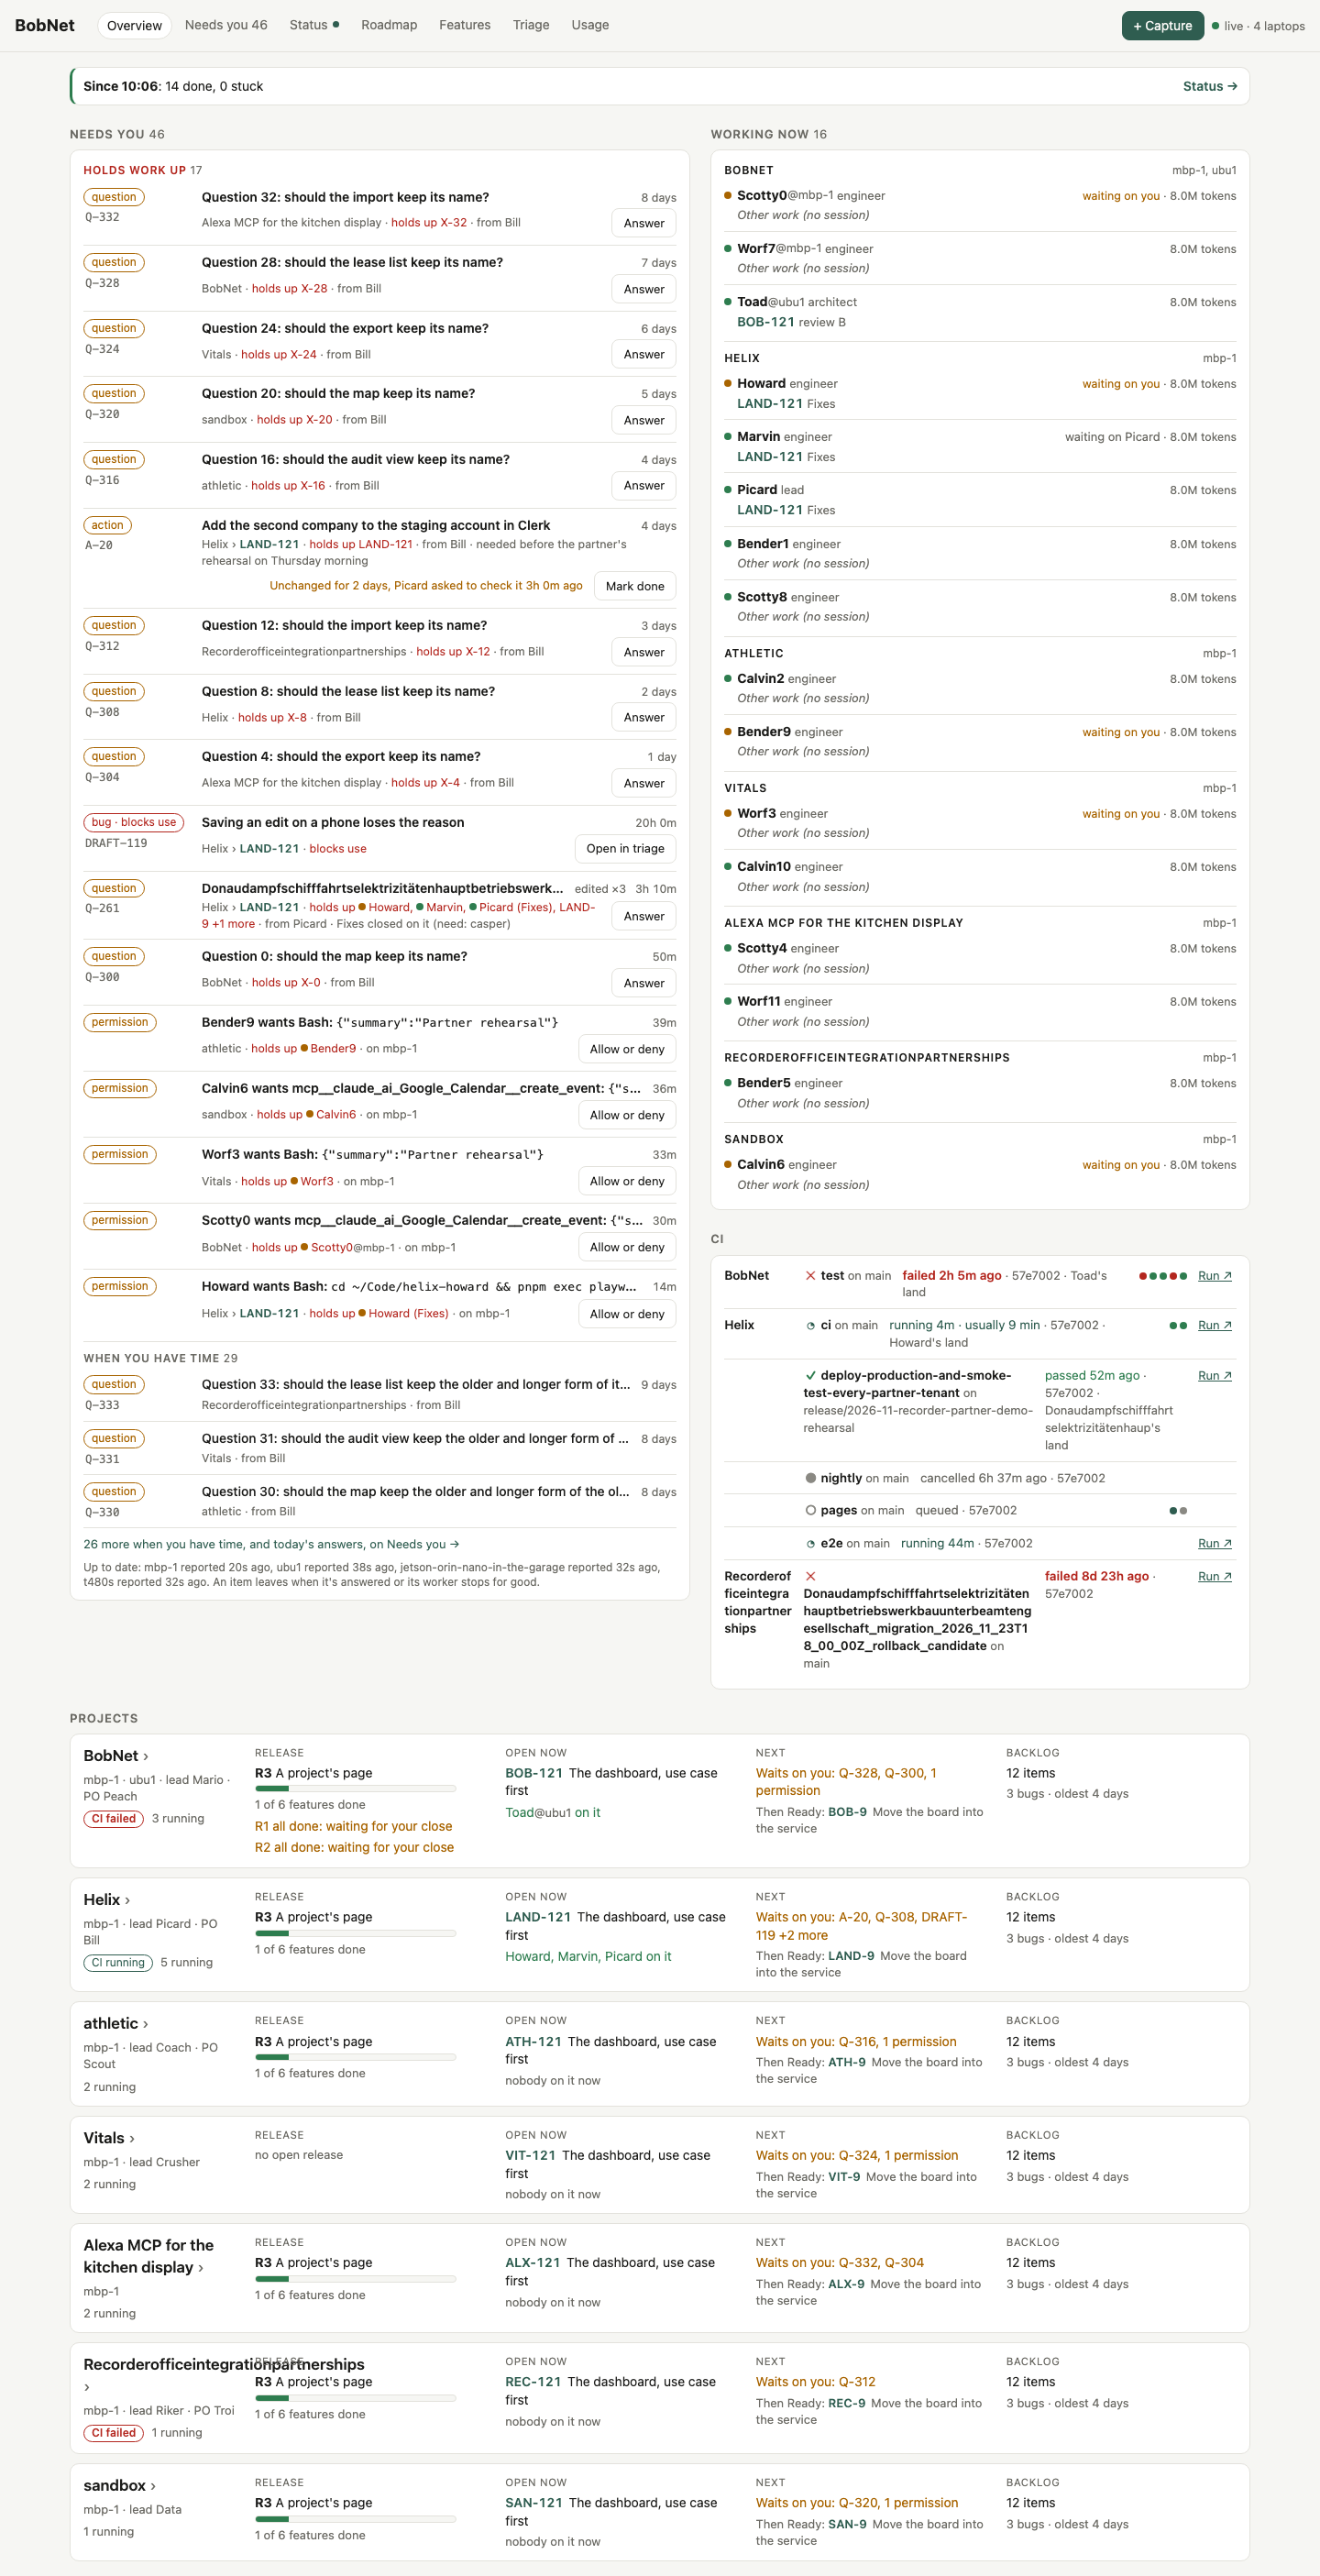 BobNet
Overview
Needs you 46
Status
Roadmap
Features
Triage
Usage
+ Capture
live · 4 laptops
Since 10:06: 14 done, 0 stuck
Status →
NEEDS YOU 46
HOLDS WORK UP 17
question
Question 32: should the import keep its name?
8 days
Q-332
Alexa MCP for the kitchen display · holds up X-32 · from Bill
Answer
question
Question 28: should the lease list keep its name?
7 days
Q-328
BobNet · holds up X-28 · from Bill
Answer
question
Question 24: should the export keep its name?
6 days
Q-324
Vitals · holds up X-24 · from Bill
Answer
question
Question 20: should the map keep its name?
5 days
Q-320
sandbox · holds up X-20 · from Bill
Answer
question
Question 16: should the audit view keep its name?
4 days
Q-316
athletic · holds up X-16 · from Bill
Answer
action
Add the second company to the staging account in Clerk
4 days
A-20
Helix › LAND-121 · holds up LAND-121 · from Bill · needed before the partner's
rehearsal on Thursday morning
Unchanged for 2 days, Picard asked to check it 3h 0m ago
Mark done
question
Question 12: should the import keep its name?
3 days
Q-312
Recorderofficeintegrationpartnerships · holds up X-12 · from Bill
Answer
question
Question 8: should the lease list keep its name?
2 days
Q-308
Helix · holds up X-8 · from Bill
Answer
question
Question 4: should the export keep its name?
1 day
Q-304
Alexa MCP for the kitchen display · holds up X-4 · from Bill
Answer
bug · blocks use
Saving an edit on a phone loses the reason
20h 0m
DRAFT-119
Helix › LAND-121 · blocks use
Open in triage
question
Donaudampfschifffahrtselektrizitätenhauptbetriebswerk...
edited ×3 3h 10m
Q-261
Helix › LAND-121 · holds up Howard, Marvin, Picard (Fixes), LAND-
9 +1 more · from Picard · Fixes closed on it (need: casper)
Answer
question
Question 0: should the map keep its name?
50m
Q-300
BobNet · holds up X-0 · from Bill
Answer
permission
Bender9 wants Bash: {"summary":"Partner rehearsal"}
39m
athletic · holds up Bender9 · on mbp-1
Allow or deny
permission
Calvin6 wants mcp__claude_ai_Google_Calendar__create_event: {"s...
36m
sandbox · holds up Calvin6 · on mbp-1
Allow or deny
permission
Worf3 wants Bash: {"summary":"Partner rehearsal"}
33m
Vitals · holds up Worf3 · on mbp-1
Allow or deny
permission
Scotty0 wants mcp__claude_ai_Google_Calendar__create_event: {"s...
30m
BobNet · holds up Scotty0@mbp-1 · on mbp-1
Allow or deny
permission
Howard wants Bash: cd ~/Code/helix-howard && pnpm exec playw...
14m
Helix › LAND-121 · holds up Howard (Fixes) · on mbp-1
Allow or deny
WHEN YOU HAVE TIME 29
question
Question 33: should the lease list keep the older and longer form of it...
9 days
Q-333
Recorderofficeintegrationpartnerships · from Bill
question
Question 31: should the audit view keep the older and longer form of ...
8 days
Q-331
Vitals · from Bill
question
Question 30: should the map keep the older and longer form of the ol...
8 days
Q-330
athletic · from Bill
26 more when you have time, and today's answers, on Needs you →
Up to date: mbp-1 reported 20s ago, ubu1 reported 38s ago, jetson-orin-nano-in-the-garage reported 32s ago,
t480s reported 32s ago. An item leaves when it's answered or its worker stops for good.
WORKING NOW 16
BOBNET
mbp-1, ubu1
Scotty0@mbp-1 engineer
waiting on you · 8.0M tokens
Other work (no session)
Worf7@mbp-1 engineer
8.0M tokens
Other work (no session)
Toad@ubu1 architect
8.0M tokens
BOB-121 review B
HELIX
mbp-1
Howard engineer
waiting on you · 8.0M tokens
LAND-121 Fixes
Marvin engineer
waiting on Picard · 8.0M tokens
LAND-121 Fixes
Picard lead
8.0M tokens
LAND-121 Fixes
Bender1 engineer
8.0M tokens
Other work (no session)
Scotty8 engineer
8.0M tokens
Other work (no session)
ATHLETIC
mbp-1
Calvin2 engineer
8.0M tokens
Other work (no session)
Bender9 engineer
waiting on you · 8.0M tokens
Other work (no session)
VITALS
mbp-1
Worf3 engineer
waiting on you · 8.0M tokens
Other work (no session)
Calvin10 engineer
8.0M tokens
Other work (no session)
ALEXA MCP FOR THE KITCHEN DISPLAY
mbp-1
Scotty4 engineer
8.0M tokens
Other work (no session)
Worf11 engineer
8.0M tokens
Other work (no session)
RECORDEROFFICEINTEGRATIONPARTNERSHIPS
mbp-1
Bender5 engineer
8.0M tokens
Other work (no session)
SANDBOX
mbp-1
Calvin6 engineer
waiting on you · 8.0M tokens
Other work (no session)
CI
BobNet
test on main
failed 2h 5m ago · 57e7002 · Toad's
land
Run ↗
Helix
ci on main
running 4m · usually 9 min · 57e7002 ·
Howard's land
Run ↗
deploy-production-and-smoke-
test-every-partner-tenant on
release/2026-11-recorder-partner-demo-
rehearsal
passed 52m ago ·
57e7002 ·
Donaudampfschifffahrt
selektrizitätenhaup's
land
Run ↗
nightly on main
cancelled 6h 37m ago · 57e7002
pages on main
queued · 57e7002
e2e on main
running 44m · 57e7002
Run ↗
Recorderof
ficeintegra
tionpartner
ships
Donaudampfschifffahrtselektrizitäten
hauptbetriebswerkbauunterbeamteng
esellschaft_migration_2026_11_23T1
8_00_00Z_rollback_candidate on
main
failed 8d 23h ago ·
57e7002
Run ↗
PROJECTS
BobNet ›
mbp-1 · ubu1 · lead Mario ·
PO Peach
CI failed
3 running
RELEASE
R3 A project's page
1 of 6 features done
R1 all done: waiting for your close
R2 all done: waiting for your close
OPEN NOW
BOB-121 The dashboard, use case
first
Toad@ubu1 on it
NEXT
Waits on you: Q-328, Q-300, 1
permission
Then Ready: BOB-9 Move the board into
the service
BACKLOG
12 items
3 bugs · oldest 4 days
Helix ›
mbp-1 · lead Picard · PO
Bill
CI running
5 running
RELEASE
R3 A project's page
1 of 6 features done
OPEN NOW
LAND-121 The dashboard, use case
first
Howard, Marvin, Picard on it
NEXT
Waits on you: A-20, Q-308, DRAFT-
119 +2 more
Then Ready: LAND-9 Move the board
into the service
BACKLOG
12 items
3 bugs · oldest 4 days
athletic ›
mbp-1 · lead Coach · PO
Scout
2 running
RELEASE
R3 A project's page
1 of 6 features done
OPEN NOW
ATH-121 The dashboard, use case
first
nobody on it now
NEXT
Waits on you: Q-316, 1 permission
Then Ready: ATH-9 Move the board into
the service
BACKLOG
12 items
3 bugs · oldest 4 days
Vitals ›
mbp-1 · lead Crusher
2 running
RELEASE
no open release
OPEN NOW
VIT-121 The dashboard, use case
first
nobody on it now
NEXT
Waits on you: Q-324, 1 permission
Then Ready: VIT-9 Move the board into
the service
BACKLOG
12 items
3 bugs · oldest 4 days
Alexa MCP for the
kitchen display ›
mbp-1
2 running
RELEASE
R3 A project's page
1 of 6 features done
OPEN NOW
ALX-121 The dashboard, use case
first
nobody on it now
NEXT
Waits on you: Q-332, Q-304
Then Ready: ALX-9 Move the board into
the service
BACKLOG
12 items
3 bugs · oldest 4 days
Recorderofficeintegrationpartnerships
›
mbp-1 · lead Riker · PO Troi
CI failed
1 running
RELEASE
R3 A project's page
1 of 6 features done
OPEN NOW
REC-121 The dashboard, use case
first
nobody on it now
NEXT
Waits on you: Q-312
Then Ready: REC-9 Move the board into
the service
BACKLOG
12 items
3 bugs · oldest 4 days
sandbox ›
mbp-1 · lead Data
1 running
RELEASE
R3 A project's page
1 of 6 features done
OPEN NOW
SAN-121 The dashboard, use case
first
nobody on it now
NEXT
Waits on you: Q-320, 1 permission
Then Ready: SAN-9 Move the board into
the service
BACKLOG
12 items
3 bugs · oldest 4 days